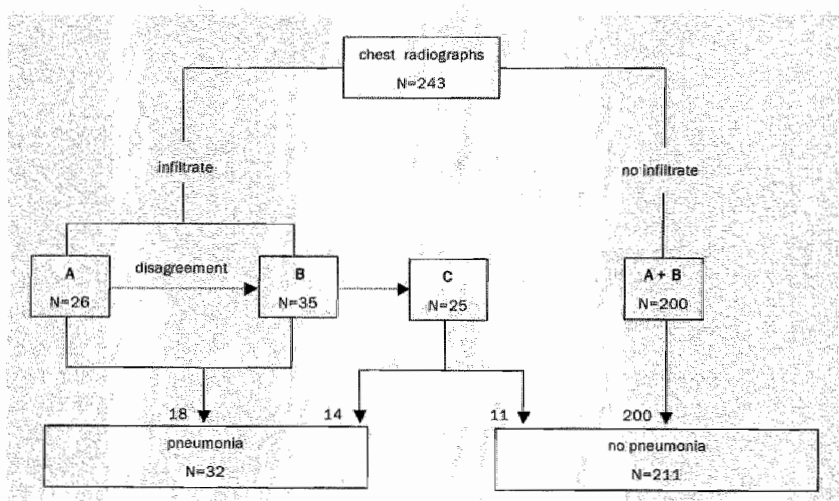 chest radiographs
N=243
infiltrate
no infiltrate
A
N=26
disagreement
B
N=35
C
N=25
A + B
N=200
18
14
11
200
pneumonia
N=32
no pneumonia
N=211